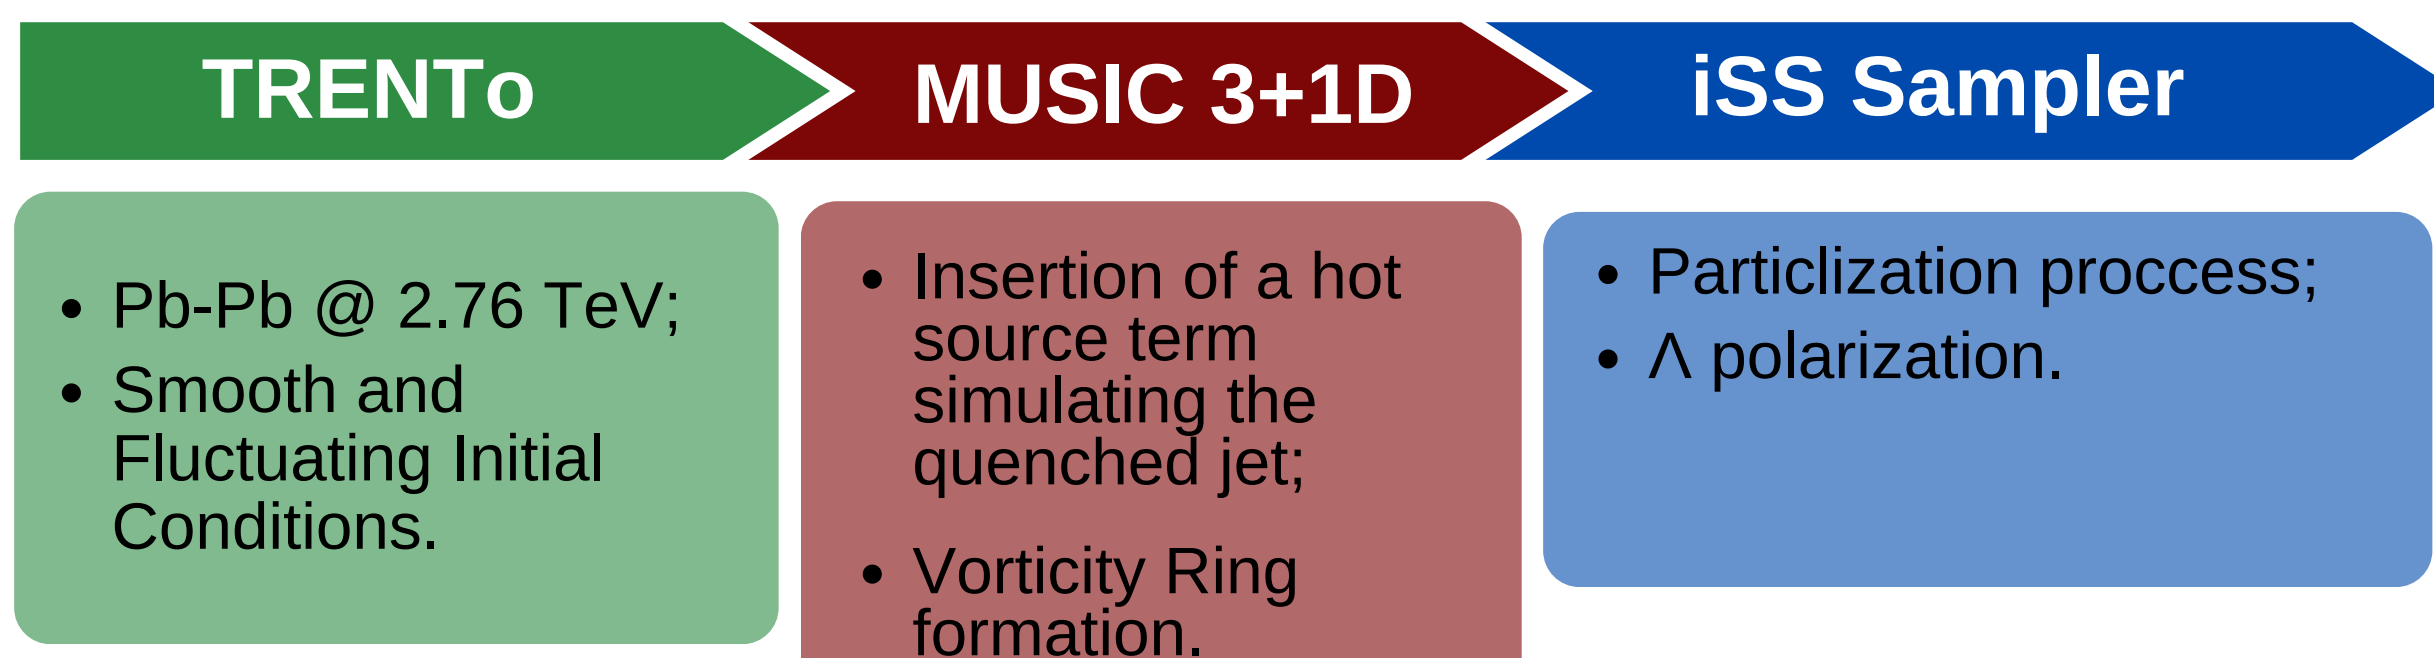 TRENTo
MUSIC 3+1D
iSS Sampler
• Pb-Pb @ 2.76 TeV;
• Smooth and
Fluctuating Initial
Conditions.
• Insertion of a hot
source term
simulating the
quenched jet;
• Vorticity Ring
formation.
• Particlization proccess;
• Λ polarization.